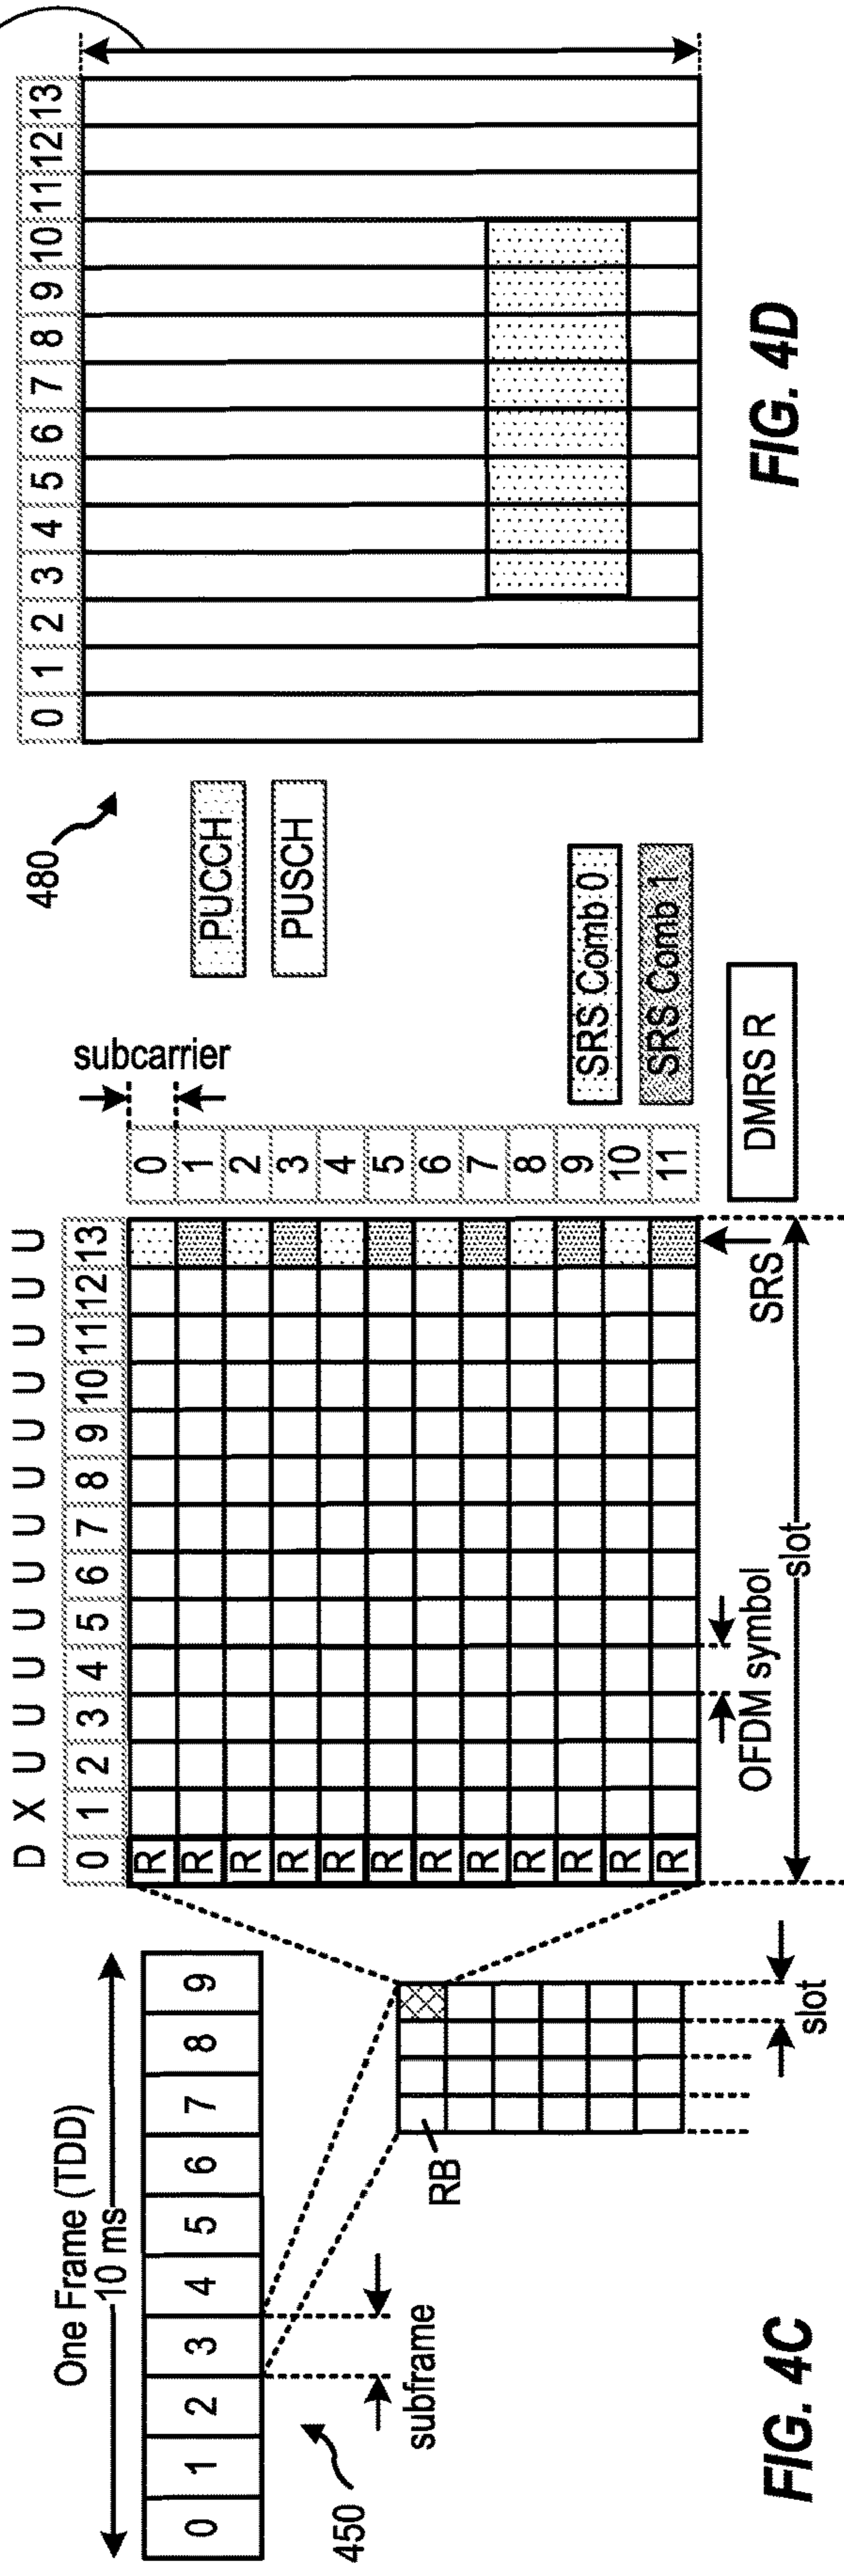 One Frame (TDD)
10 ms
0 1 2 3 4 5 6 7 8 9
subframe
450
RB
slot
FIG. 4C
D X U U U U U U U U U U U U
0 1 2 3 4 5 6 7 8 9 10 11 12 13
R 0
R 1
R 2
R 3
R 4
R 5
R 6
R 7
R 8
R 9
R 10
R 11
subcarrier
OFDM symbol
slot
SRS
SRS Comb 0
SRS Comb 1
DMRS R
480
PUCCH
PUSCH
0 1 2 3 4 5 6 7 8 9 10 11 12 13
FIG. 4D